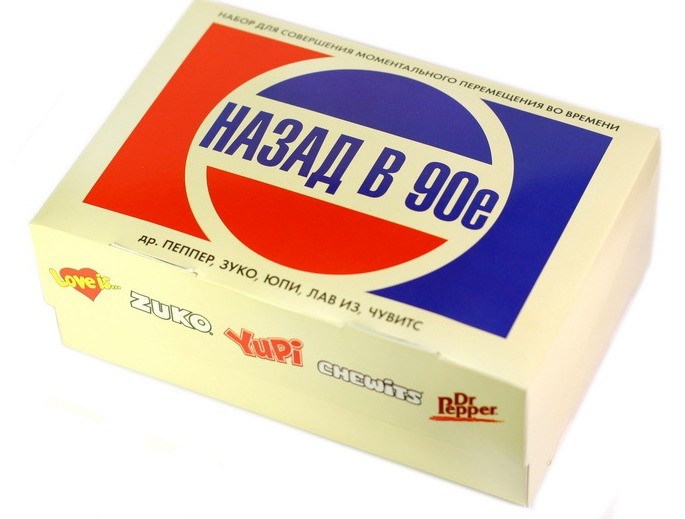 НАБОР ДЛЯ СОВЕРШЕНИЯ МОМЕНТАЛЬНОГО ПЕРЕМЕЩЕНИЯ ВО ВРЕМЕНИ
НАЗАД В 90е
др. ПЕППЕР, ЗУКО, ЮПИ, ЛАВ ИЗ, ЧУВИТС
Love is...
ZUKO
YUPi
CHEWITS
Dr
Pepper